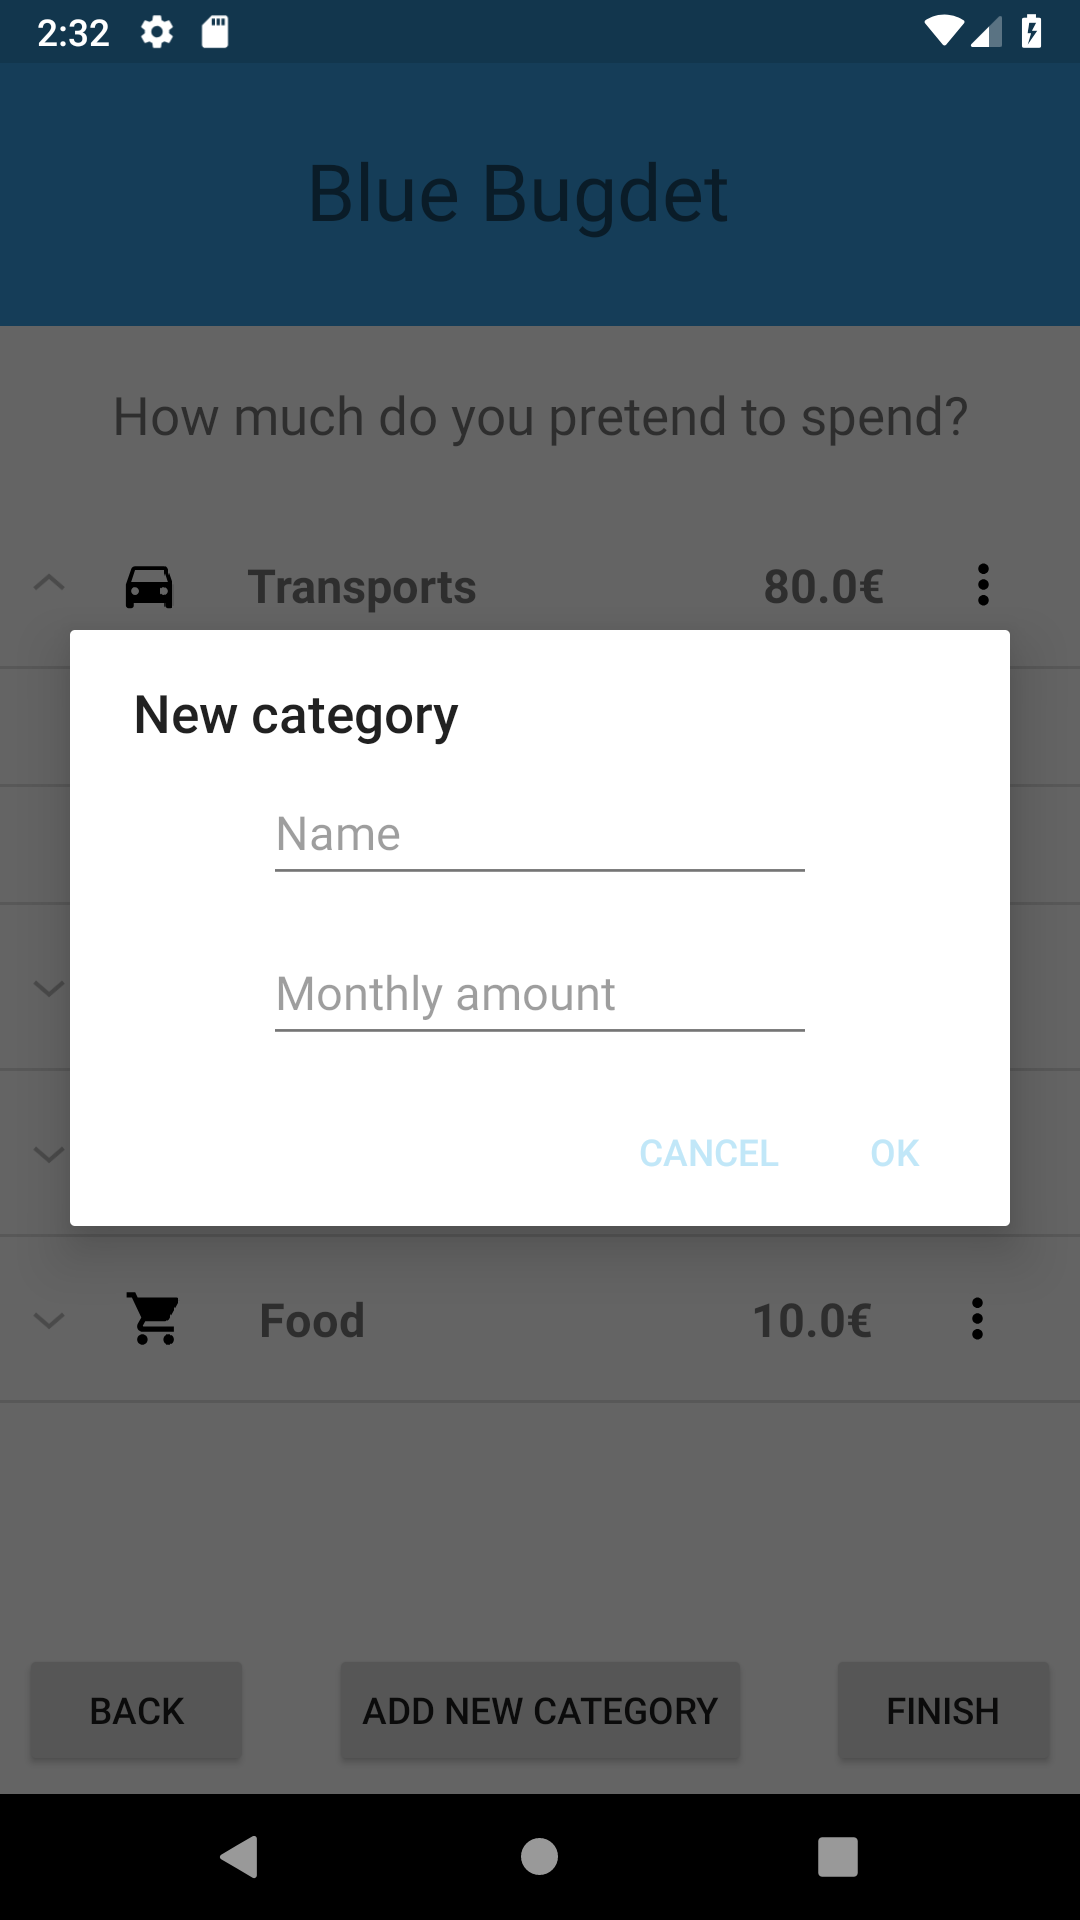 2:32
Blue Bugdet
How much do you pretend to spend?
Transports 80.0€
New category
Name
Monthly amount
CANCEL OK
Food 10.0€
BACK ADD NEW CATEGORY FINISH